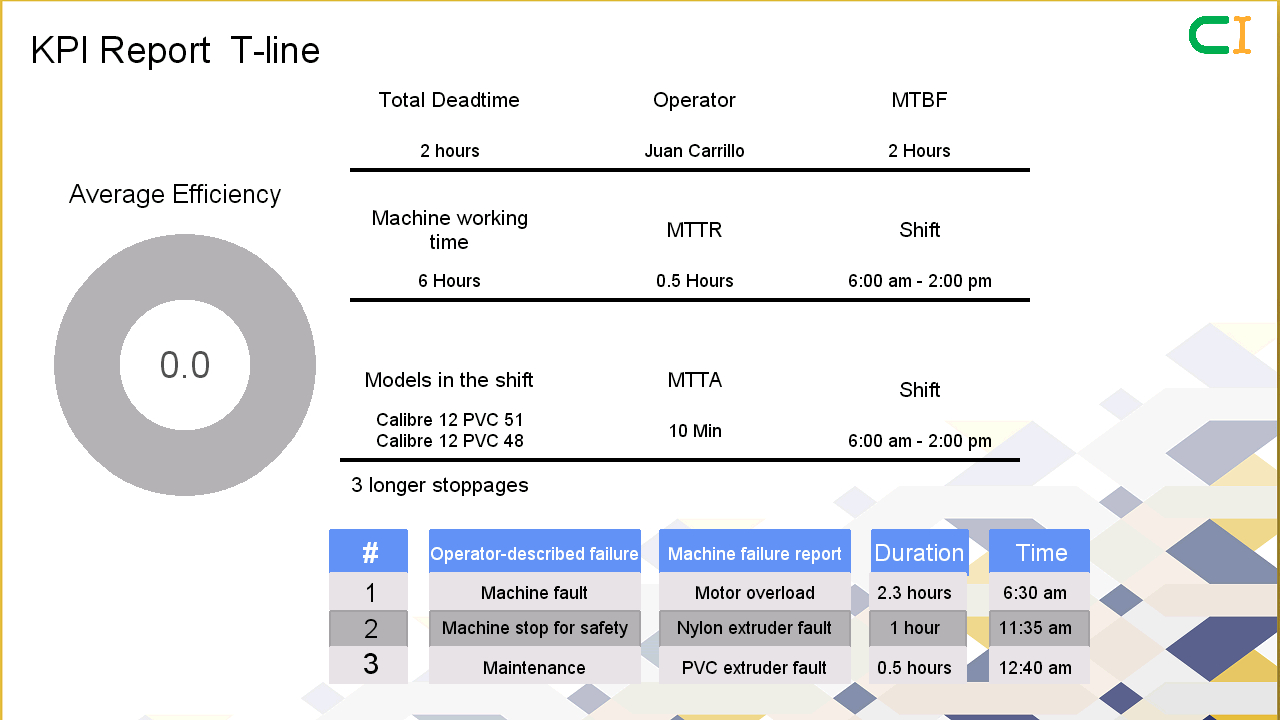 KPI Report T-line
CI
Total Deadtime
Operator
MTBF
2 hours
Juan Carrillo
2 Hours
Average Efficiency
0.0
Machine working
time
MTTR
Shift
6 Hours
0.5 Hours
6:00 am - 2:00 pm
Models in the shift
MTTA
Shift
Calibre 12 PVC 51
Calibre 12 PVC 48
10 Min
6:00 am - 2:00 pm
3 longer stoppages
# Operator-described failure Machine failure report Duration Time
1 Machine fault Motor overload 2.3 hours 6:30 am
2 Machine stop for safety Nylon extruder fault 1 hour 11:35 am
3 Maintenance PVC extruder fault 0.5 hours 12:40 am